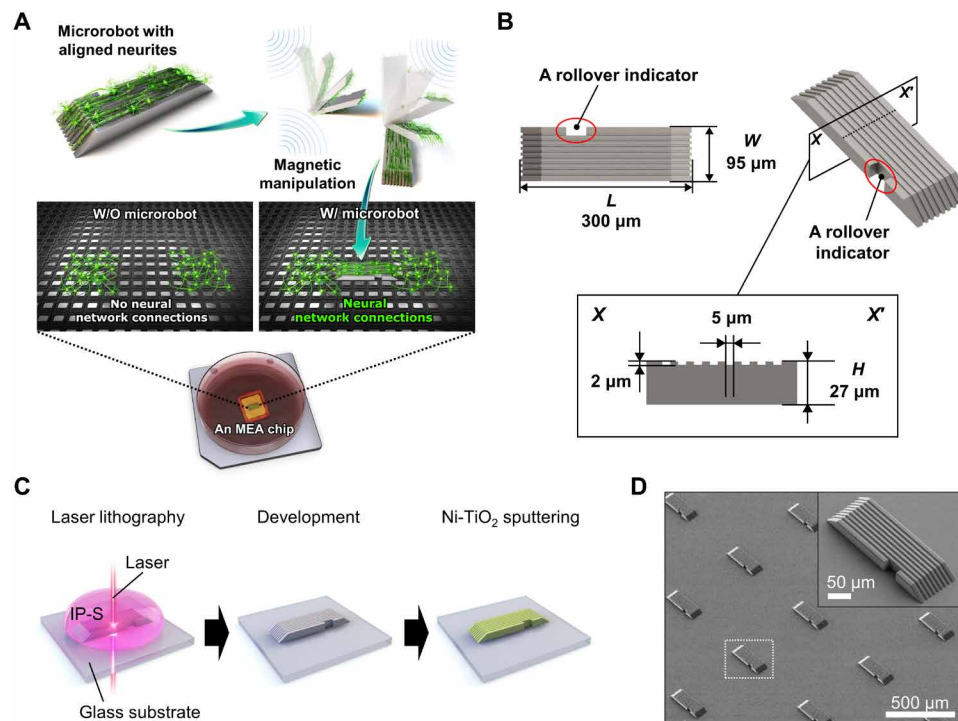 A
Microrobot with
aligned neurites
Magnetic
manipulation
W/O microrobot
No neural
network connections
W/ microrobot
Neural
network connections
An MEA chip
B
A rollover indicator
W
95 µm
L
300 µm
X
X'
A rollover
indicator
X
X'
5 µm
2 µm
H
27 µm
C
Laser lithography
Development
Ni-TiO₂ sputtering
Laser
IP-S
Glass substrate
D
50 µm
500 µm